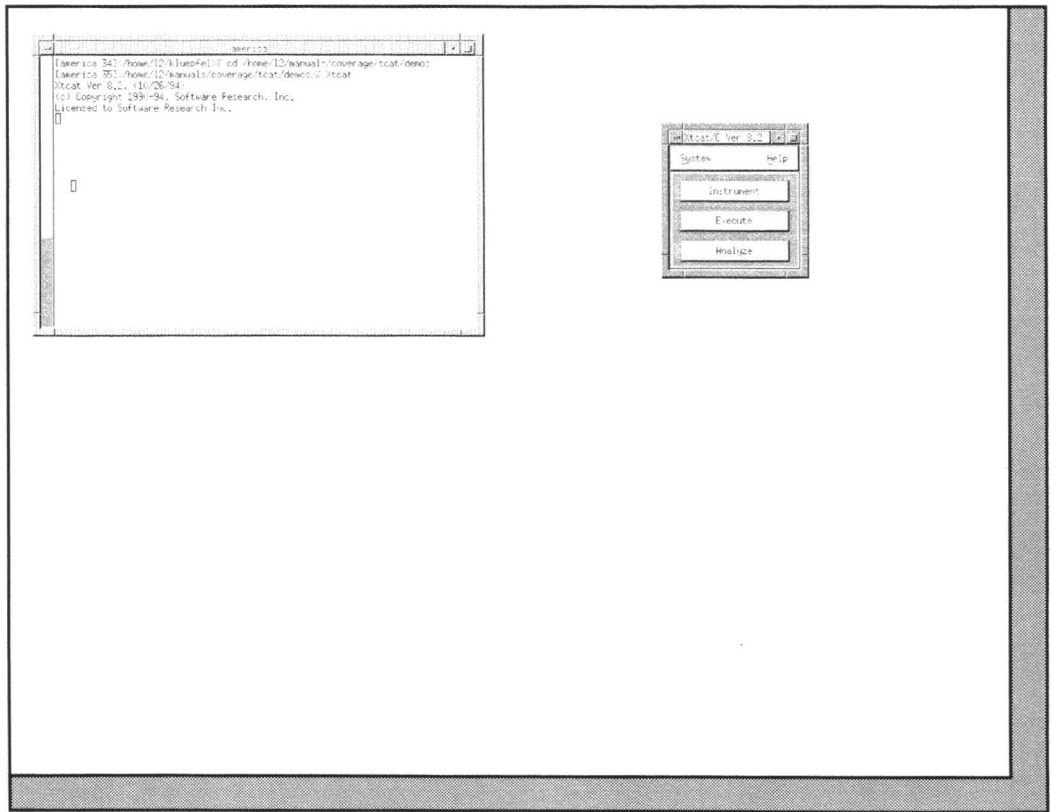 america
[america 34] /home/12/kluepfel)% cd /home/12/manuals/coverage/tcat/demos
[america 35] /home/12/manuals/coverage/tcat/demos)% Xtcat
Xtcat Ver 8.2, (10/26/94)
(c) Copyright 1990-94, Software Research, Inc.
Licensed to Software Research Inc.
Xtcat/C Ver 8.2
System Help
Instrument
Execute
Analyze